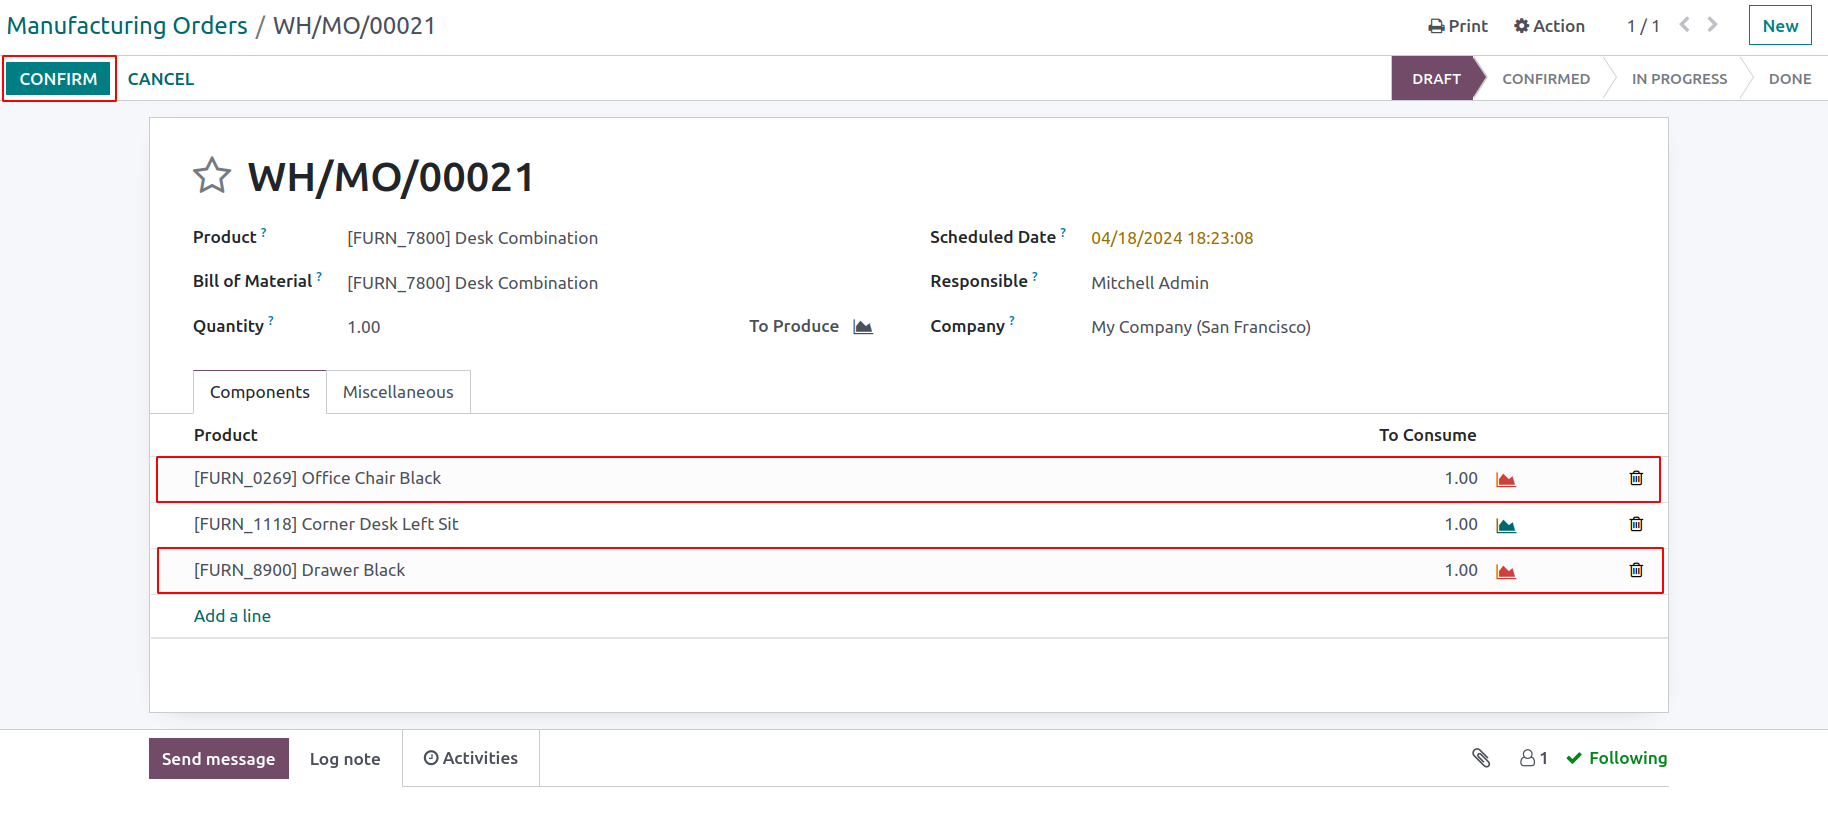 Manufacturing Orders / WH/MO/00021
Print Action 1 / 1 New
CONFIRM CANCEL
DRAFT CONFIRMED IN PROGRESS DONE
WH/MO/00021
Product ? [FURN_7800] Desk Combination
Scheduled Date ? 04/18/2024 18:23:08
Bill of Material ? [FURN_7800] Desk Combination
Responsible ? Mitchell Admin
Quantity ? 1.00 To Produce
Company ? My Company (San Francisco)
Components Miscellaneous
Product To Consume
[FURN_0269] Office Chair Black 1.00
[FURN_1118] Corner Desk Left Sit 1.00
[FURN_8900] Drawer Black 1.00
Add a line
Send message Log note Activities 1 Following